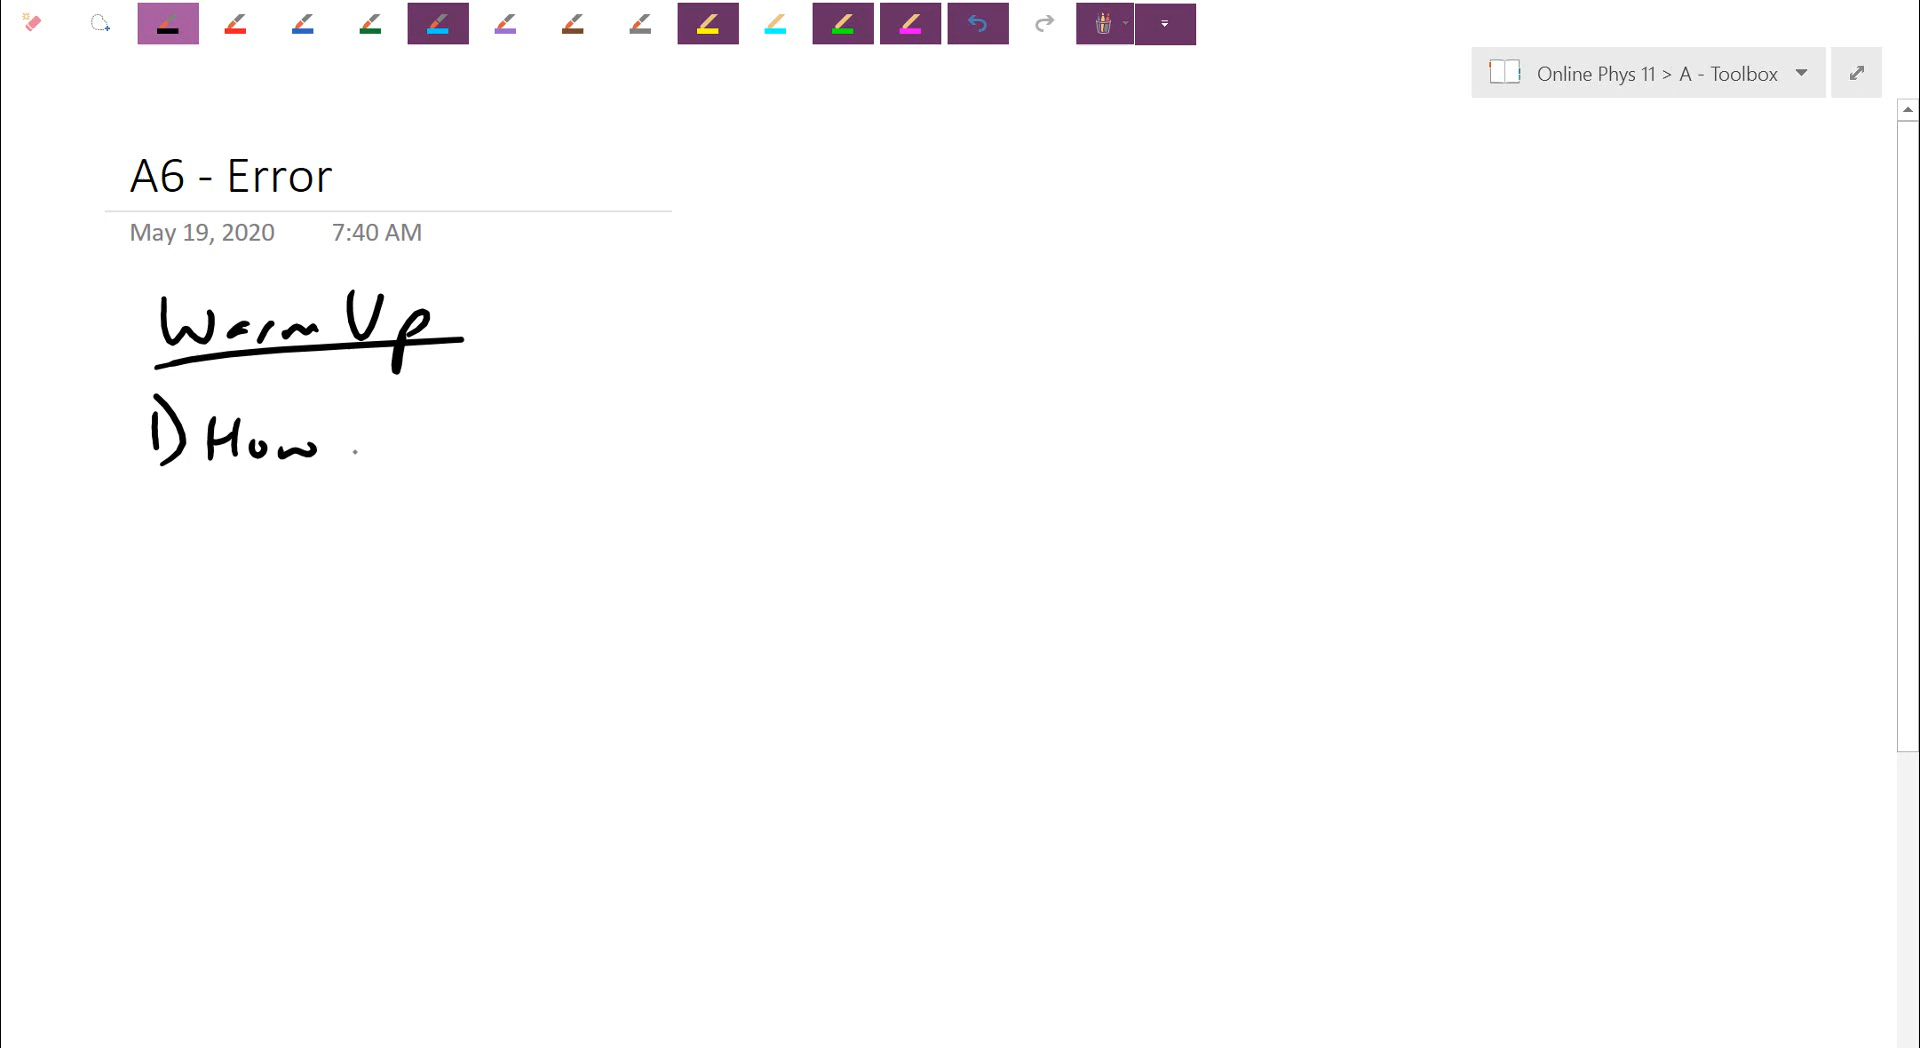 Online Phys 11 > A - Toolbox
A6 - Error
May 19, 2020 7:40 AM
Warm Up
1) How